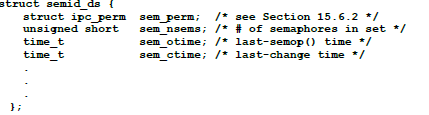 struct semid_ds {
struct ipc_perm sem_perm; /* see Section 15.6.2 */
unsigned short sem_nsems; /* # of semaphores in set */
time_t sem_otime; /* last-semop() time */
time_t sem_ctime; /* last-change time */
.
.
.
};